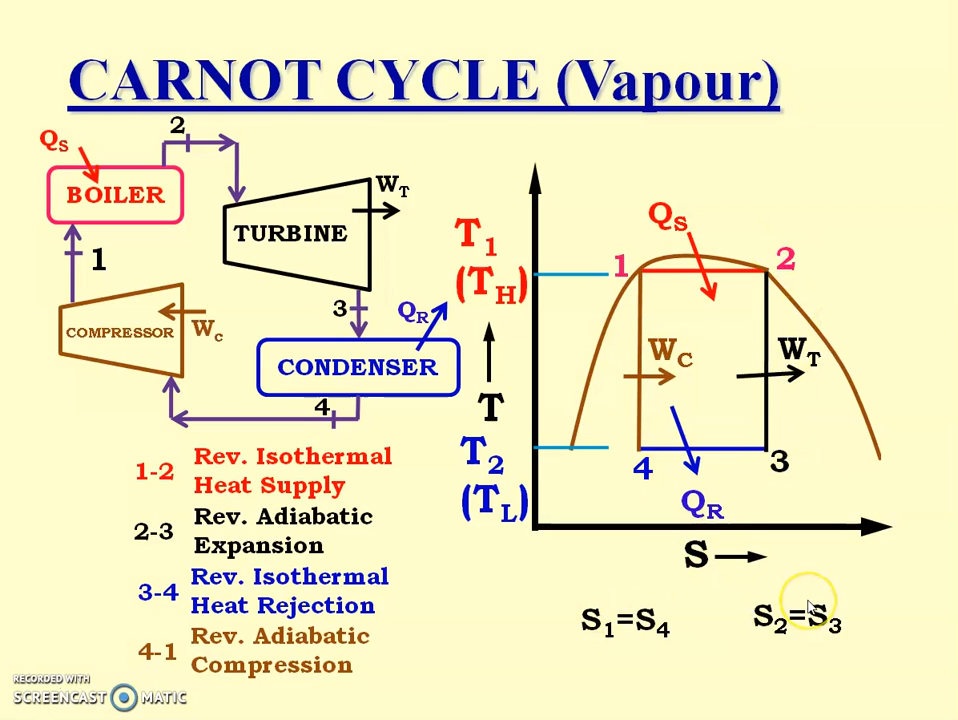 CARNOT CYCLE (Vapour)
QS
2
BOILER
WT
TURBINE
1
3
QR
COMPRESSOR
Wc
CONDENSER
4
1-2 Rev. Isothermal
Heat Supply
2-3 Rev. Adiabatic
Expansion
3-4 Rev. Isothermal
Heat Rejection
4-1 Rev. Adiabatic
Compression
T1
(TH)
T
T2
(TL)
QS
1
2
WC
WT
4
3
QR
S
S1=S4
S2=S3
RECORDED WITH
SCREENCAST MATIC